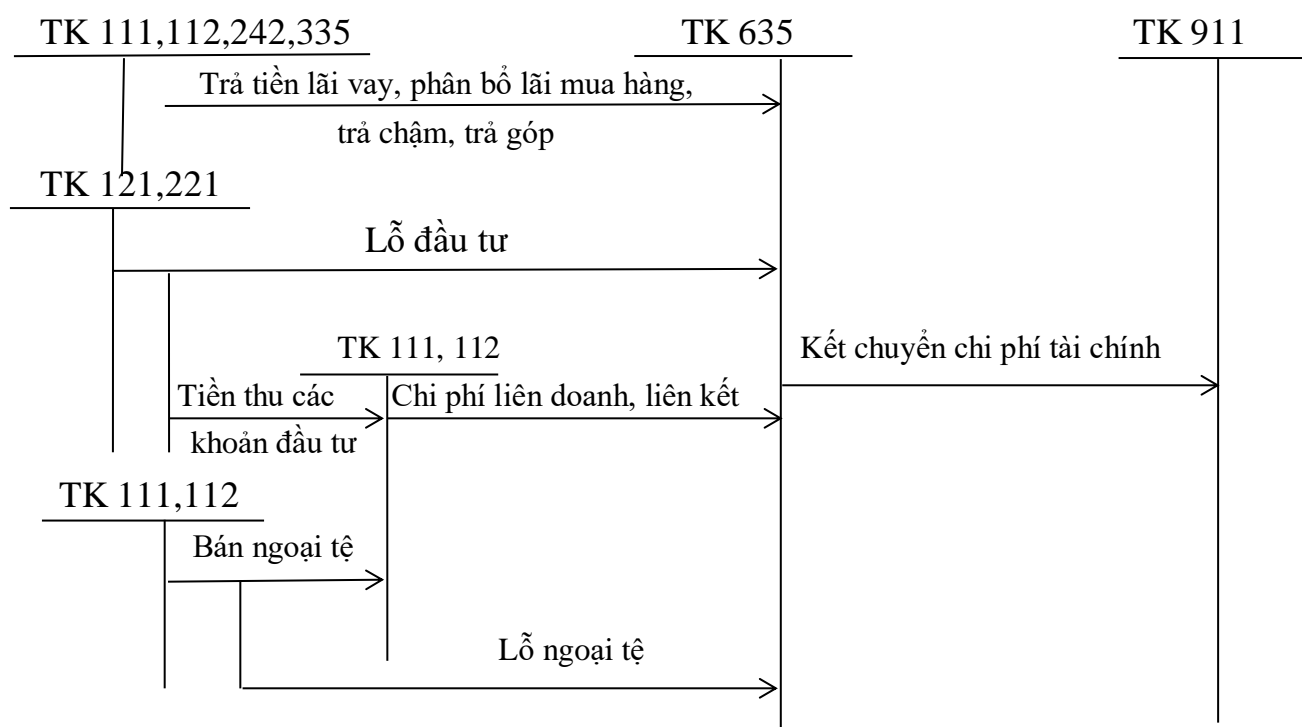 TK 111,112,242,335
TK 635
TK 911
Trả tiền lãi vay, phân bổ lãi mua hàng,
trả chậm, trả góp
TK 121,221
Lỗ đầu tư
TK 111, 112
Kết chuyển chi phí tài chính
Tiền thu các
khoản đầu tư
Chi phí liên doanh, liên kết
TK 111,112
Bán ngoại tệ
Lỗ ngoại tệ